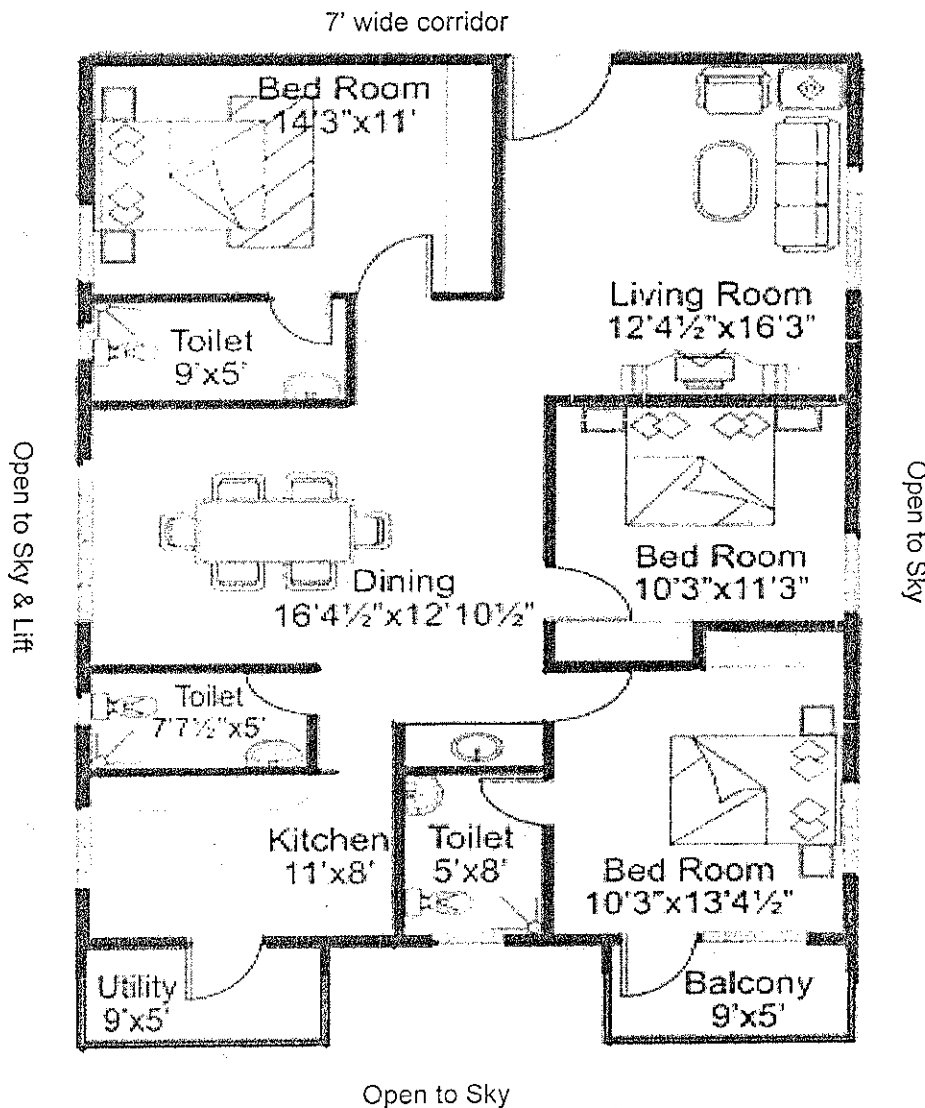 7' wide corridor
Bed Room
14'3"x11'
Living Room
12'4½"x16'3"
Toilet
9'x5'
Open to Sky & Lift
Open to Sky
Bed Room
10'3"x11'3"
Dining
16'4½"x12'10½"
Toilet
7'7½"x5'
Kitchen
11'x8'
Toilet
5'x8'
Bed Room
10'3"x13'4½"
Utility
9'x5'
Balcony
9'x5'
Open to Sky